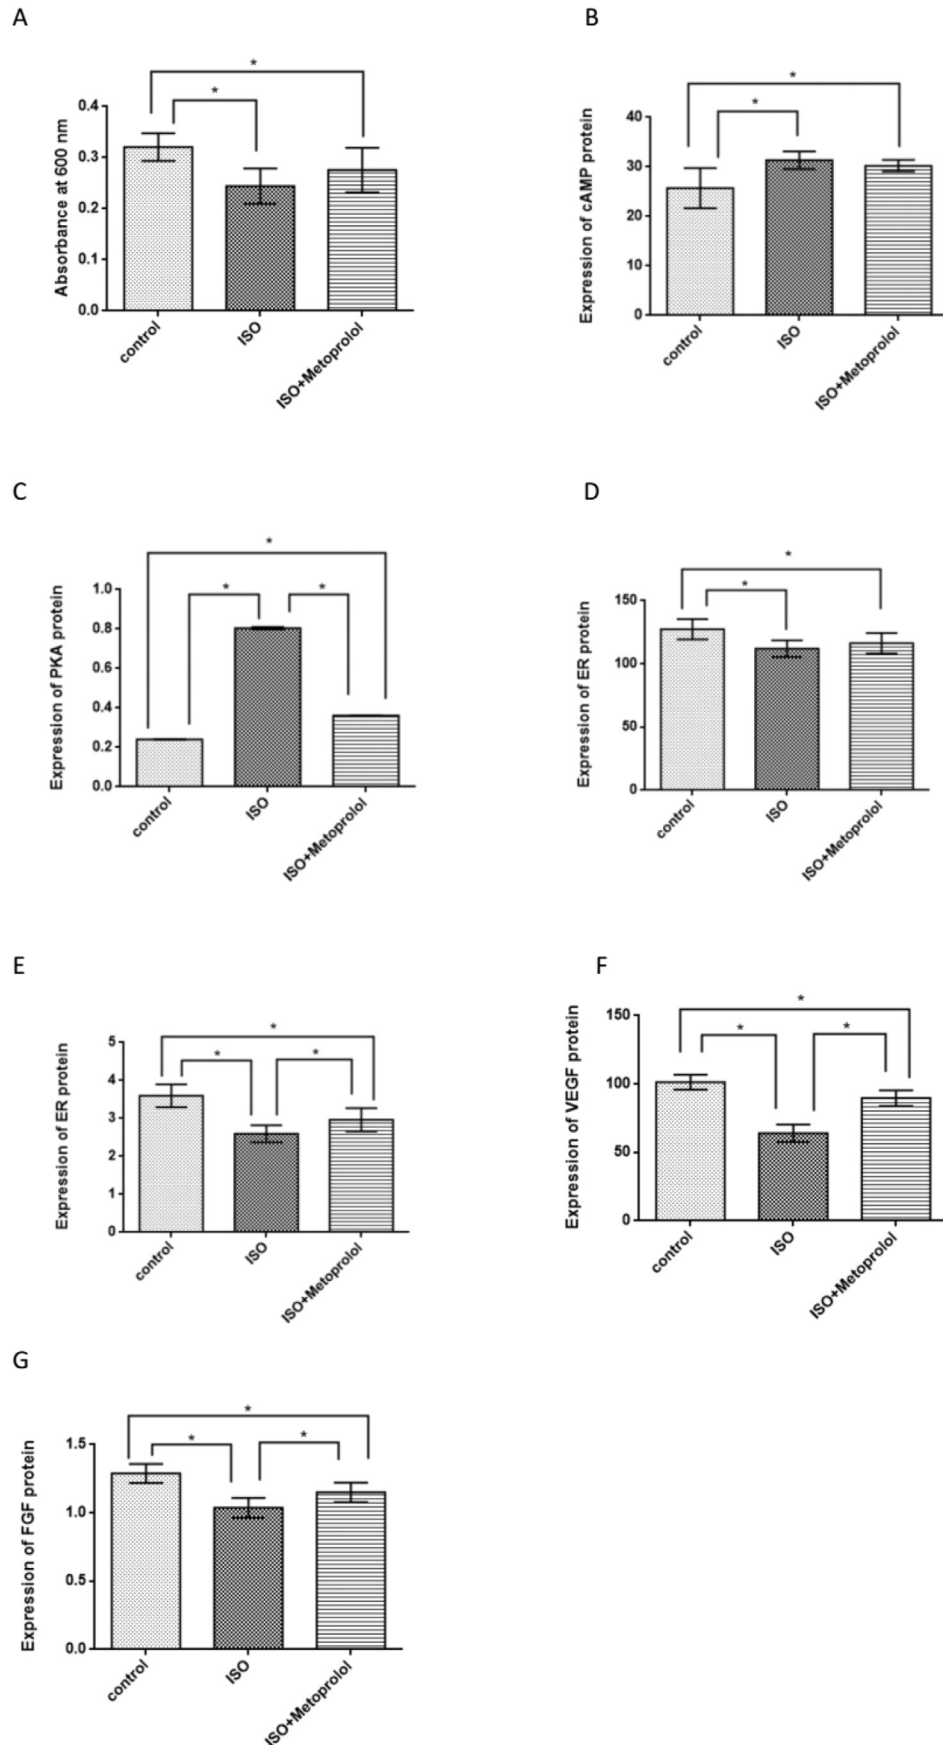 A
Absorbance at 600 nm
0.4
0.3
0.2
0.1
0.0
*
*
control
ISO
ISO+Metoprolol
B
Expression of cAMP protein
40
30
20
10
0
*
*
control
ISO
ISO+Metoprolol
C
Expression of PKA protein
1.0
0.8
0.6
0.4
0.2
0.0
*
*
*
control
ISO
ISO+Metoprolol
D
Expression of ER protein
150
100
50
0
*
*
control
ISO
ISO+Metoprolol
E
Expression of ER protein
5
4
3
2
1
0
*
*
*
control
ISO
ISO+Metoprolol
F
Expression of VEGF protein
150
100
50
0
*
*
*
control
ISO
ISO+Metoprolol
G
Expression of FGF protein
1.5
1.0
0.5
0.0
*
*
*
control
ISO
ISO+Metoprolol